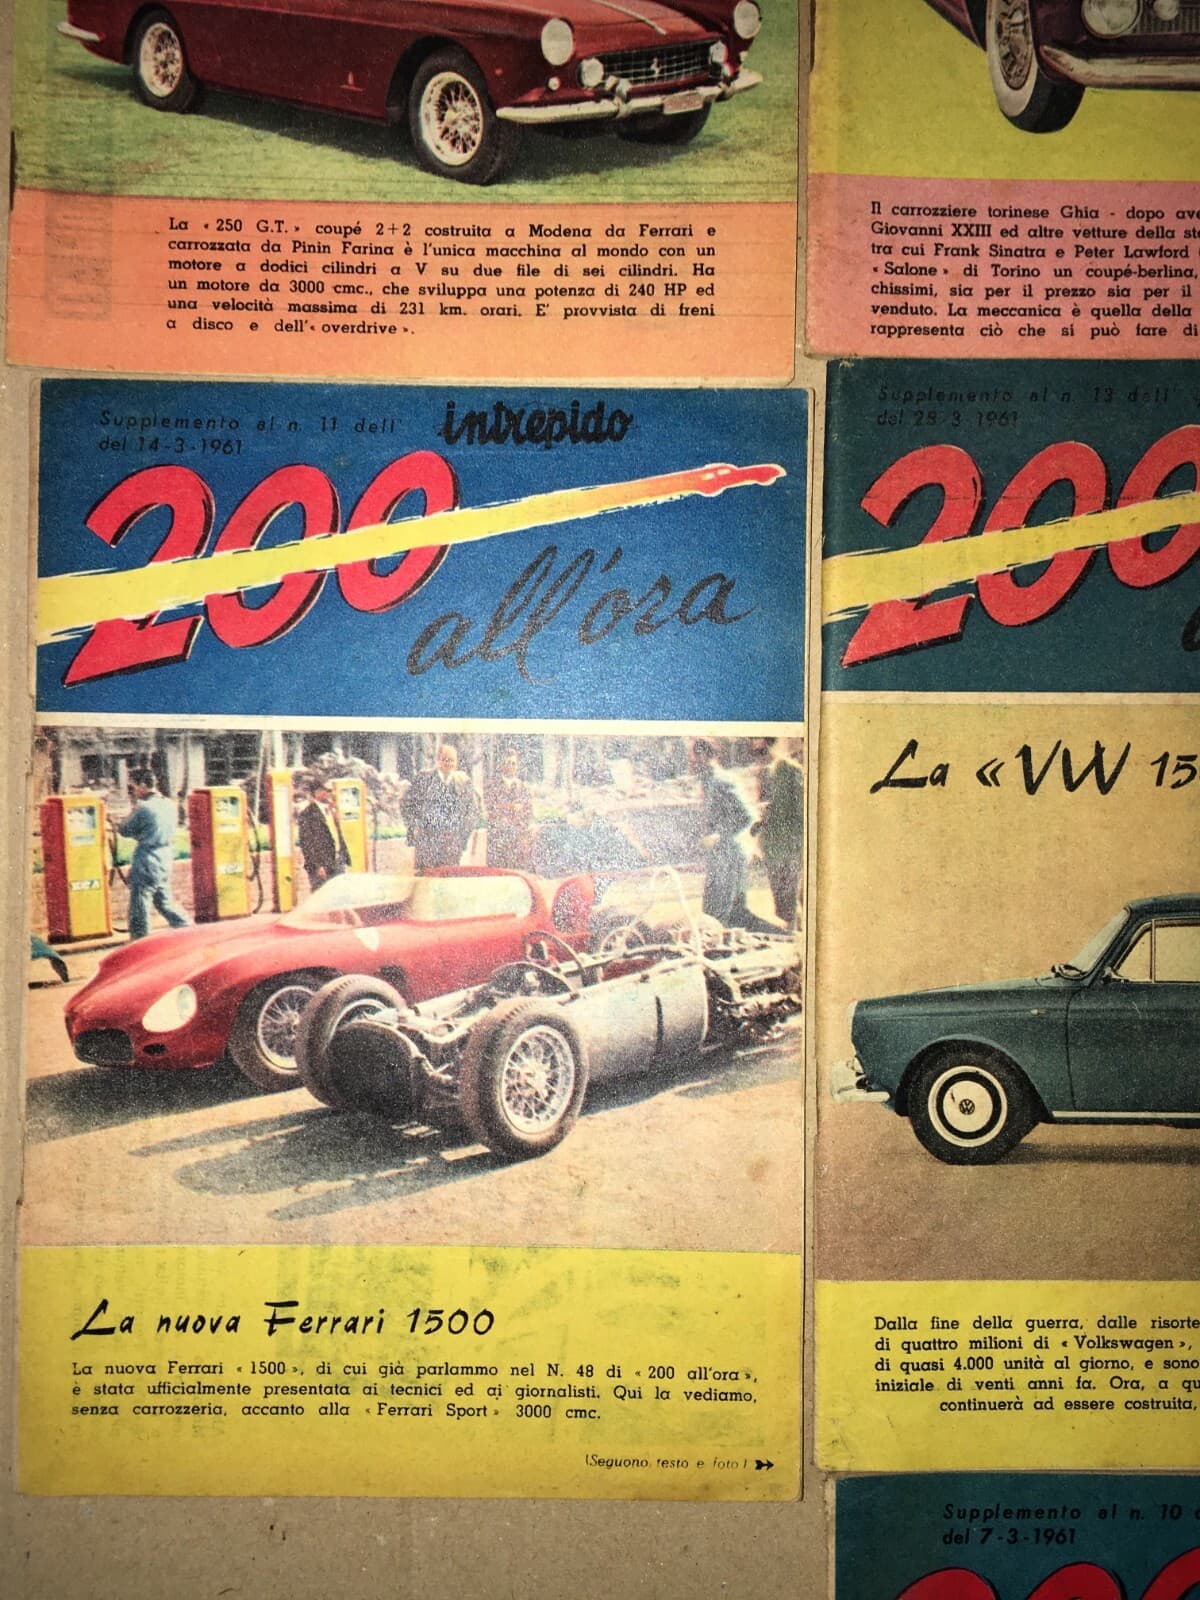 La « 250 G.T. » coupé 2+2 costruita a Modena da Ferrari e
carrozzata da Pinin Farina è l'unica macchina al mondo con un
motore a dodici cilindri a V su due file di sei cilindri. Ha
un motore da 3000 cmc., che sviluppa una potenza di 240 HP ed
una velocità massima di 231 km. orari. E' provvista di freni
a disco e dell'« overdrive ».
Il carrozziere torinese Ghia - dopo ave
Giovanni XXIII ed altre vetture della ste
tra cui Frank Sinatra e Peter Lawford
« Salone » di Torino un coupé-berlina,
chissimi, sia per il prezzo sia per il
venduto. La meccanica è quella della
rappresenta ciò che si può fare di
Supplemento al n. 11 dell'
del 14-3-1961
intrepido
200
all'ora
La nuova Ferrari 1500
La nuova Ferrari « 1500 », di cui già parlammo nel N. 48 di « 200 all'ora »,
è stata ufficialmente presentata ai tecnici ed ai giornalisti. Qui la vediamo,
senza carrozzeria, accanto alla « Ferrari Sport » 3000 cmc.
(Seguono testo e foto)
Supplemento al n. 13 dell'
del 28-3-1961
200
La « VW 15
Dalla fine della guerra, dalle risorte
di quattro milioni di « Volkswagen »,
di quasi 4.000 unità al giorno, e sono
iniziale di venti anni fa. Ora, a qu
continuerà ad essere costruita,
Supplemento al n. 10
del 7-3-1961